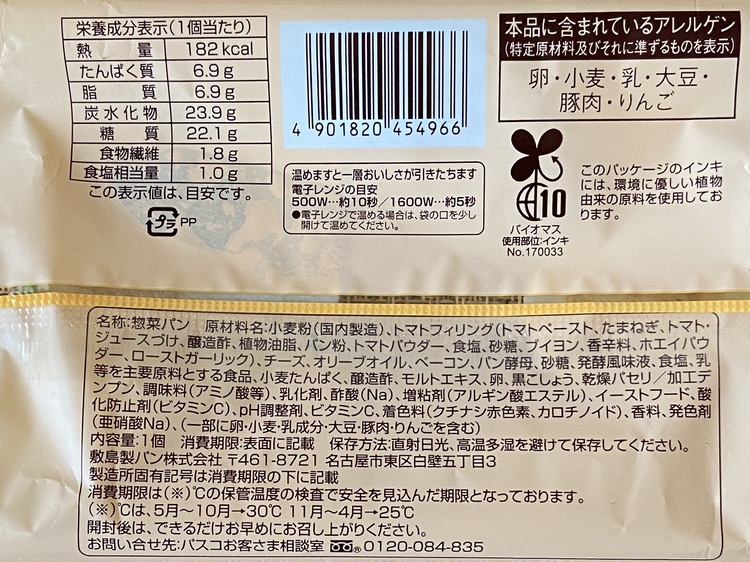 栄養成分表示(1個当たり)
熱量 182kcal
たんぱく質 6.9g
脂質 6.9g
炭水化物 23.9g
糖質 22.1g
食物繊維 1.8g
食塩相当量 1.0g
この表示値は、目安です。
プラ PP
4 901820 454966
温めますと一層おいしさが引きたちます
電子レンジの目安
500W…約10秒/1600W…約5秒
●電子レンジで温める場合は、袋の口を少し
開けて温めてください。
本品に含まれているアレルゲン
(特定原材料及びそれに準ずるものを表示)
卵・小麦・乳・大豆・
豚肉・りんご
10
バイオマス
使用部位:インキ
No.170033
このパッケージのインキ
には、環境に優しい植物
由来の原料を使用してお
ります。
名称:惣菜パン 原材料名:小麦粉(国内製造)、トマトフィリング(トマトペースト、たまねぎ、トマト・
ジュースづけ、醸造酢、植物油脂、パン粉、トマトパウダー、食塩、砂糖、ブイヨン、香辛料、ホエイパウ
ダー、ローストガーリック)、チーズ、オリーブオイル、ベーコン、パン酵母、砂糖、発酵風味液、食塩、乳
等を主要原料とする食品、小麦たんぱく、醸造酢、モルトエキス、卵、黒こしょう、乾燥パセリ/加工デ
ンプン、調味料(アミノ酸等)、乳化剤、酢酸(Na)、増粘剤(アルギン酸エステル)、イーストフード、酸
化防止剤(ビタミンC)、pH調整剤、ビタミンC、着色料(クチナシ赤色素、カロチノイド)、香料、発色剤
(亜硝酸Na)、(一部に卵・小麦・乳成分・大豆・豚肉・りんごを含む)
内容量:1個 消費期限:表面に記載 保存方法:直射日光、高温多湿を避けて保存してください。
敷島製パン株式会社 〒461-8721 名古屋市東区白壁五丁目3
製造所固有記号は消費期限の下に記載
消費期限は(※)℃の保管温度の検査で安全を見込んだ期限となっております。
(※)℃は、5月~10月→30℃ 11月~4月→25℃
開封後は、できるだけお早めにお召し上がりください。
お問い合せ先:パスコお客さま相談室 0120-084-835